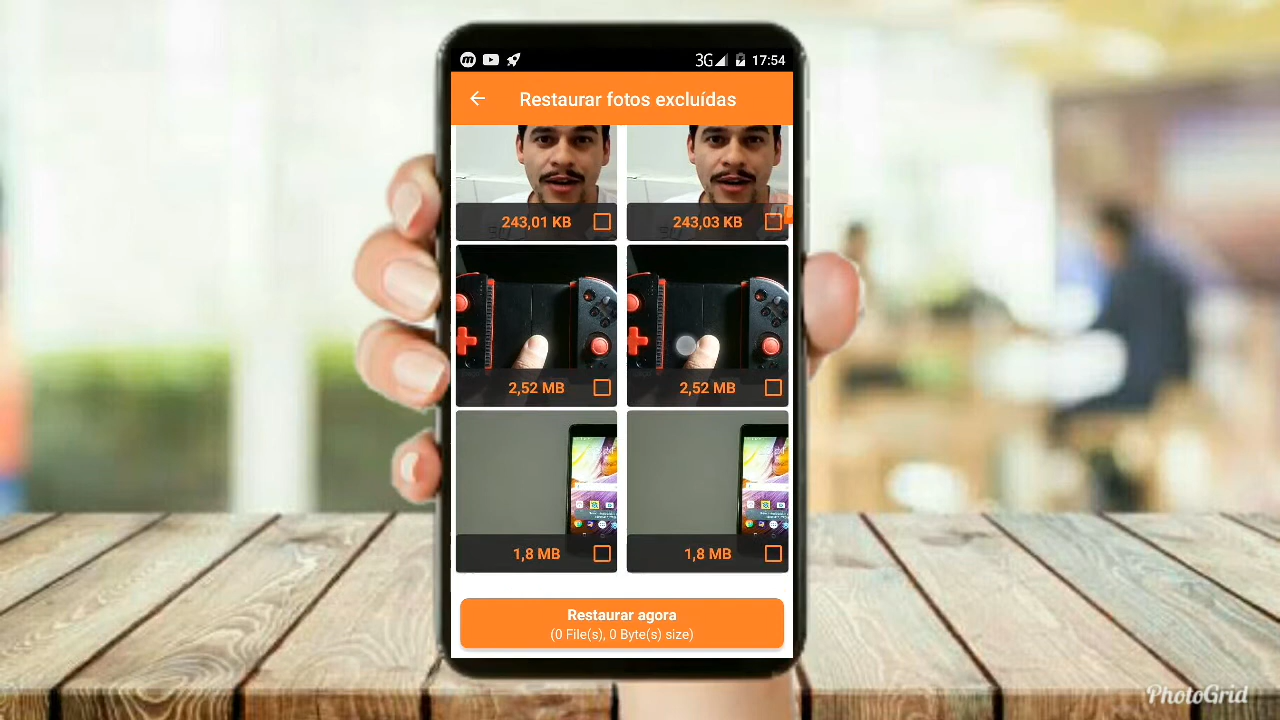 3G 17:54
Restaurar fotos excluídas
243,01 KB 243,03 KB
2,52 MB 2,52 MB
1,8 MB 1,8 MB
Restaurar agora
(0 File(s), 0 Byte(s) size)
PhotoGrid